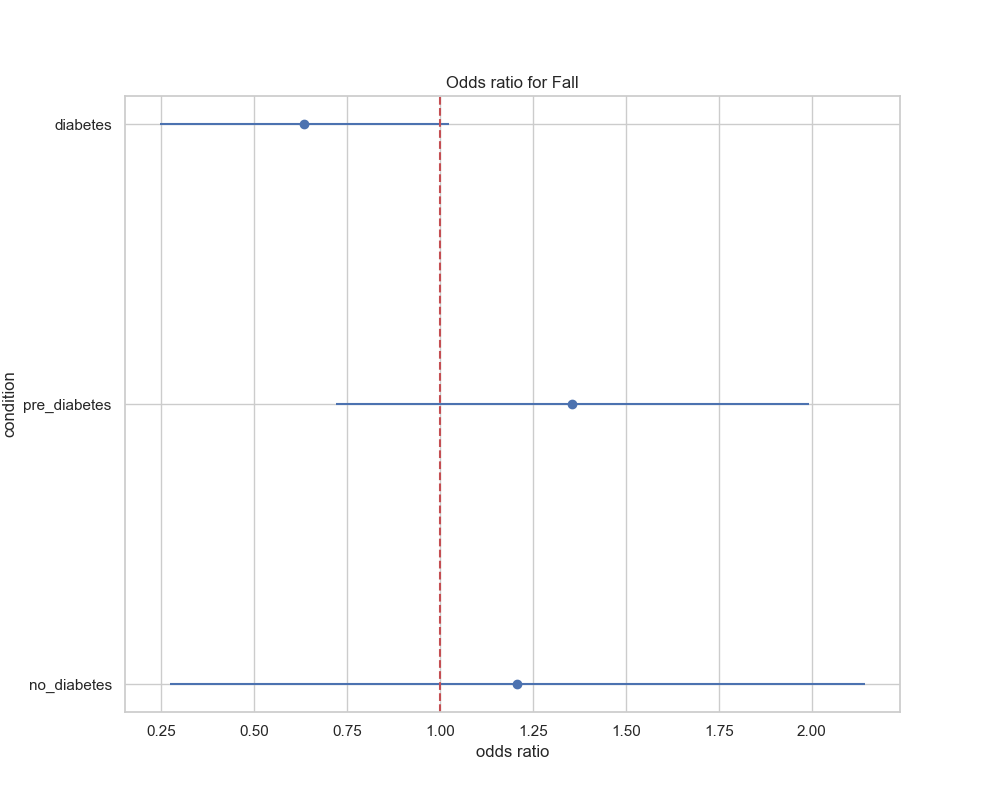 Odds ratio for Fall
diabetes
pre_diabetes
no_diabetes
condition
0.25 0.50 0.75 1.00 1.25 1.50 1.75 2.00
odds ratio